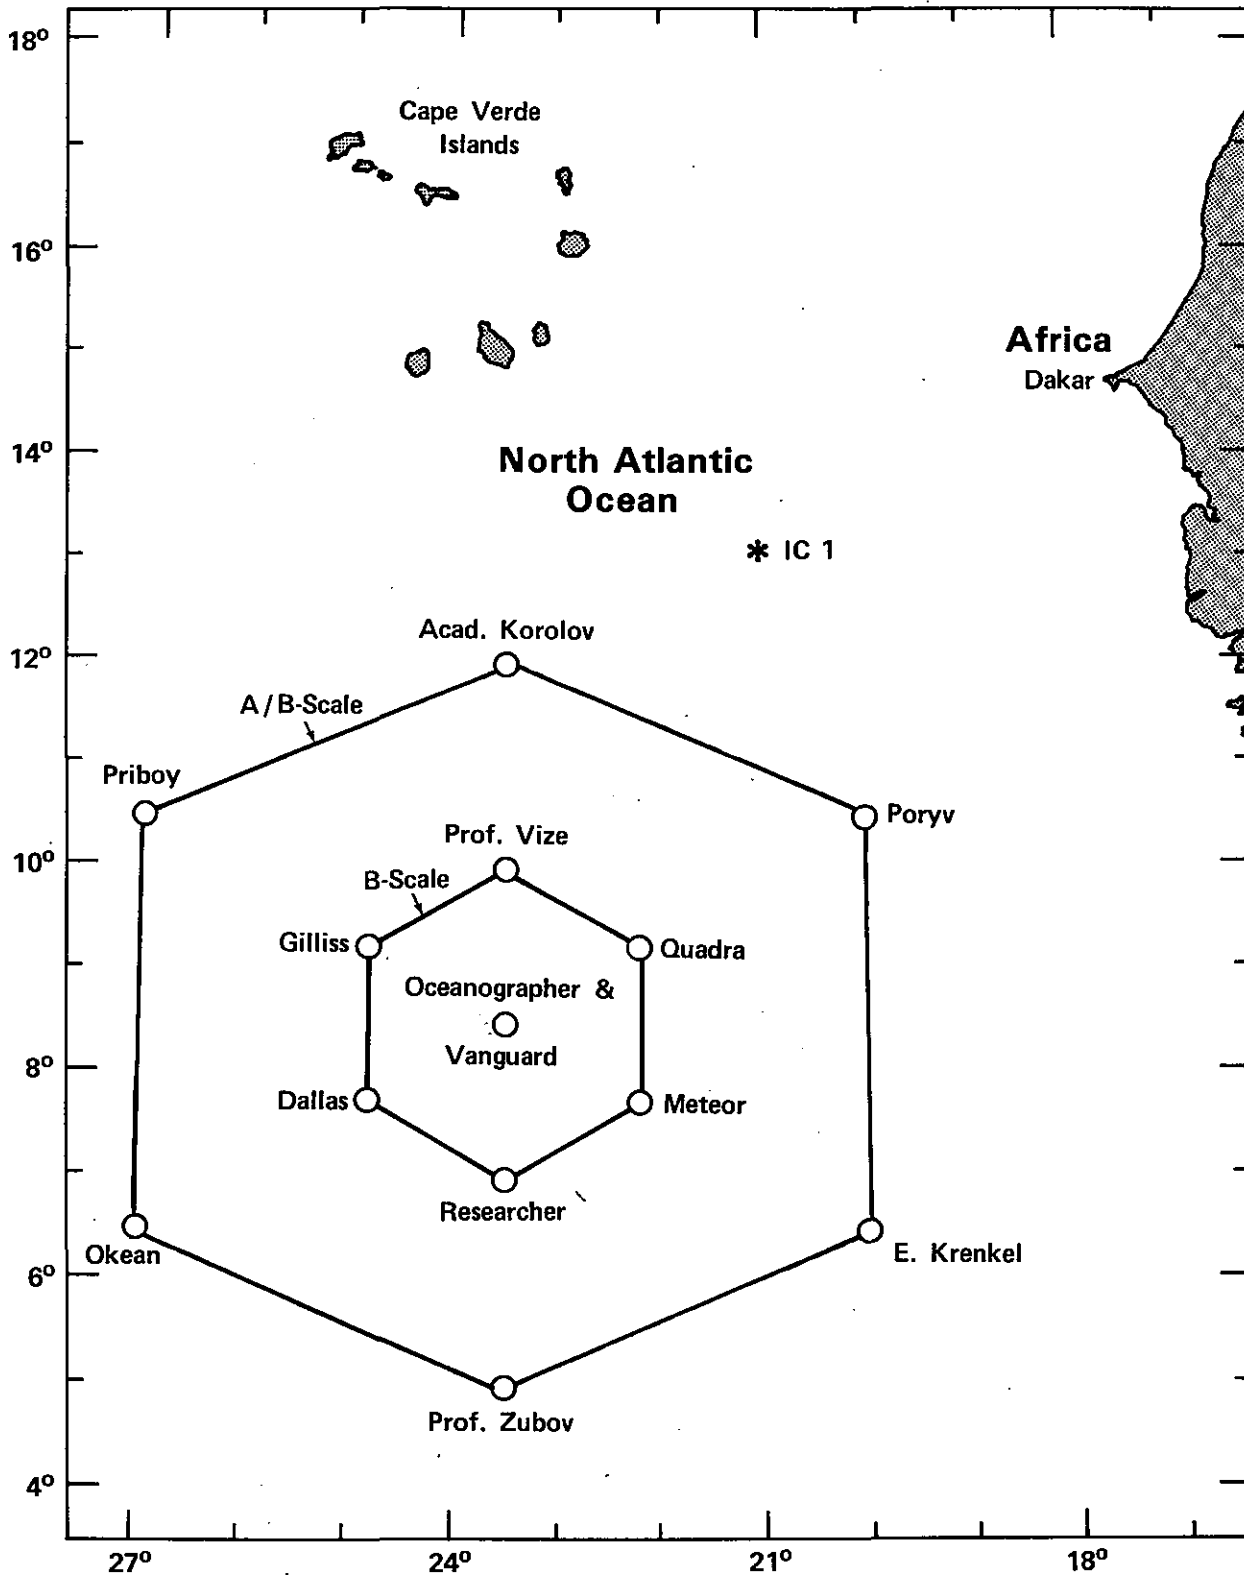 18°
Cape Verde
Islands
16°
Africa
Dakar
14°
North Atlantic
Ocean
* IC 1
12°
Acad. Korolov
A/B-Scale
Priboy
Poryv
10°
Prof. Vize
B-Scale
Gilliss
Quadra
Oceanographer &
Vanguard
8°
Dallas
Meteor
Researcher
Okean
E. Krenkel
6°
Prof. Zubov
4°
27°
24°
21°
18°